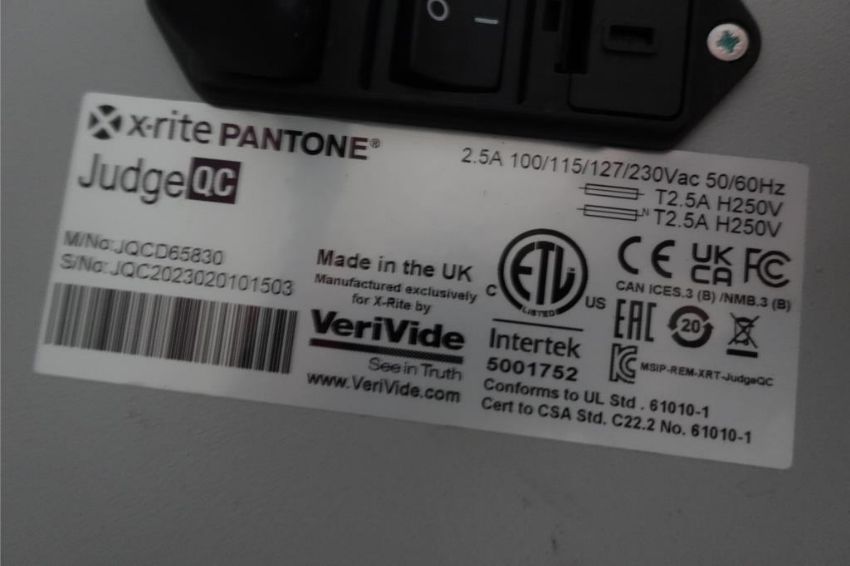 x-rite PANTONE®
JudgeQC
M/No:JQCD65830
S/No:JQC2023020101503
Made in the UK
Manufactured exclusively
for X-Rite by
VeriVide
See in Truth
www.VeriVide.com
2.5A 100/115/127/230Vac 50/60Hz
T2.5A H250V
N T2.5A H250V
C ETL US
LISTED
Intertek
5001752
CE UK CA FC
CAN ICES.3 (B) /NMB.3 (B)
EAC 20
MSIP-REM-XRT-JudgeQC
Conforms to UL Std . 61010-1
Cert to CSA Std. C22.2 No. 61010-1